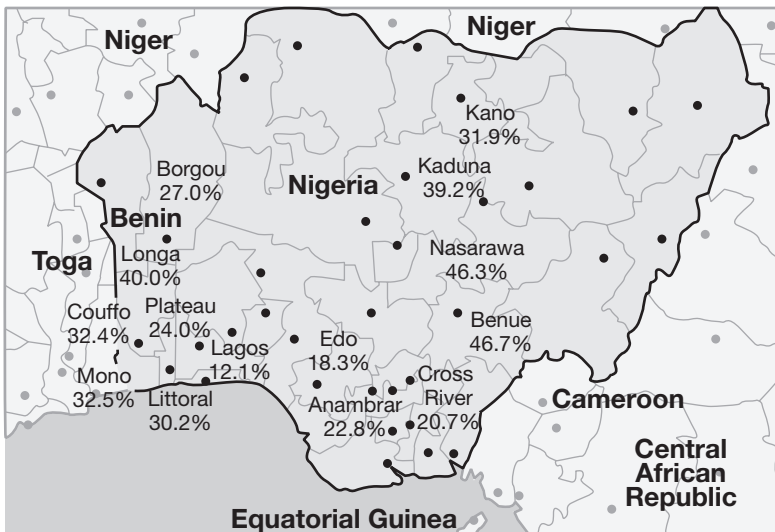 Niger
Niger
Kano
31.9%
Borgou
27.0%
Kaduna
39.2%
Nigeria
Benin
Toga
Longa
40.0%
Nasarawa
46.3%
Couffo
32.4%
Plateau
24.0%
Lagos
12.1%
Edo
18.3%
Benue
46.7%
Mono
32.5%
Littoral
30.2%
Anambrar
22.8%
Cross
River
20.7%
Cameroon
Central
African
Republic
Equatorial Guinea